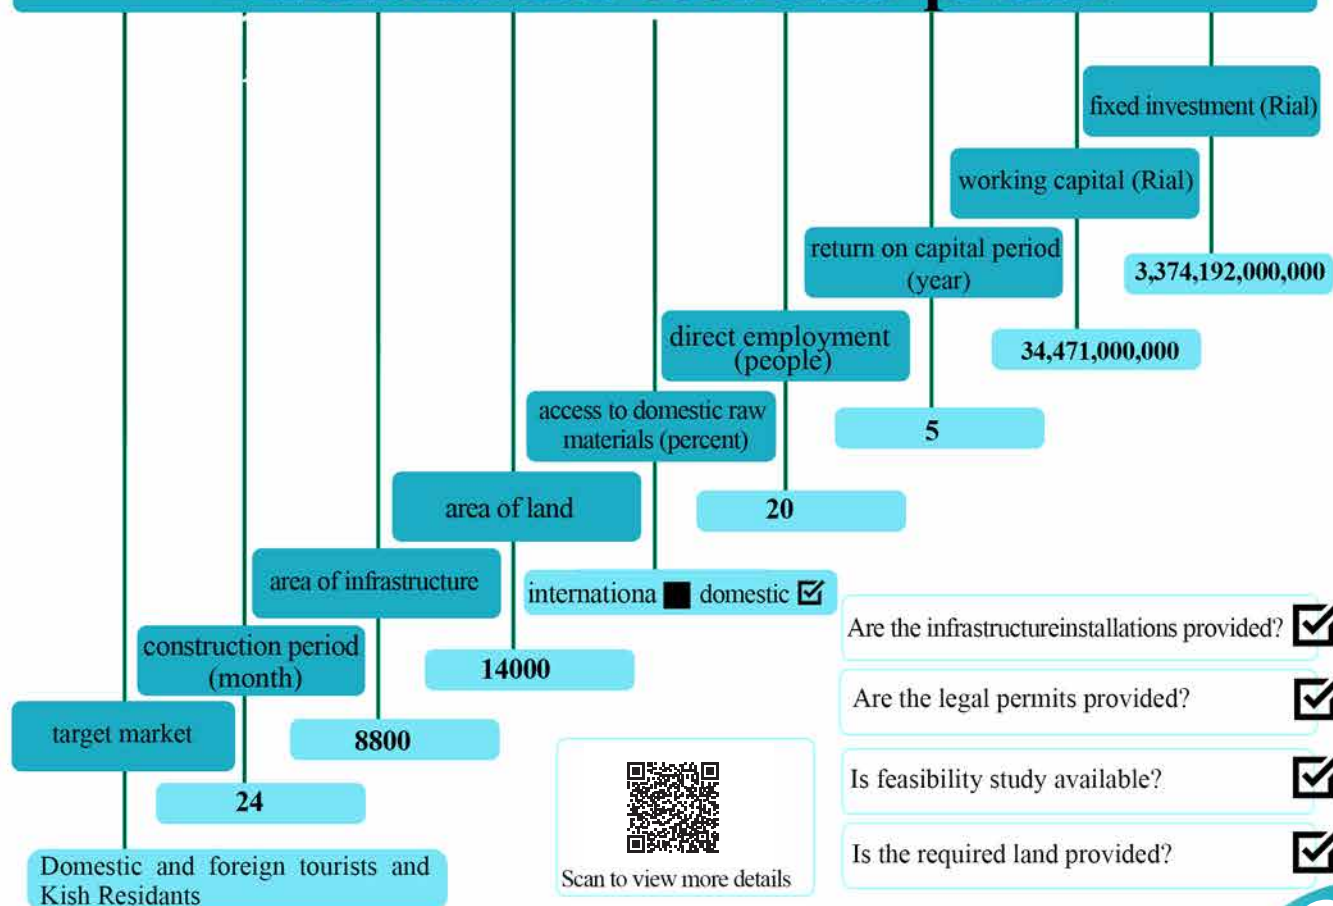 fixed investment (Rial)
3,374,192,000,000
working capital (Rial)
34,471,000,000
return on capital period
(year)
5
direct employment
(people)
20
access to domestic raw
materials (percent)
internationa domestic
area of land
14000
area of infrastructure
8800
construction period
(month)
24
target market
Domestic and foreign tourists and
Kish Residants
Are the infrastructureinstallations provided?
Are the legal permits provided?
Is feasibility study available?
Is the required land provided?
Scan to view more details